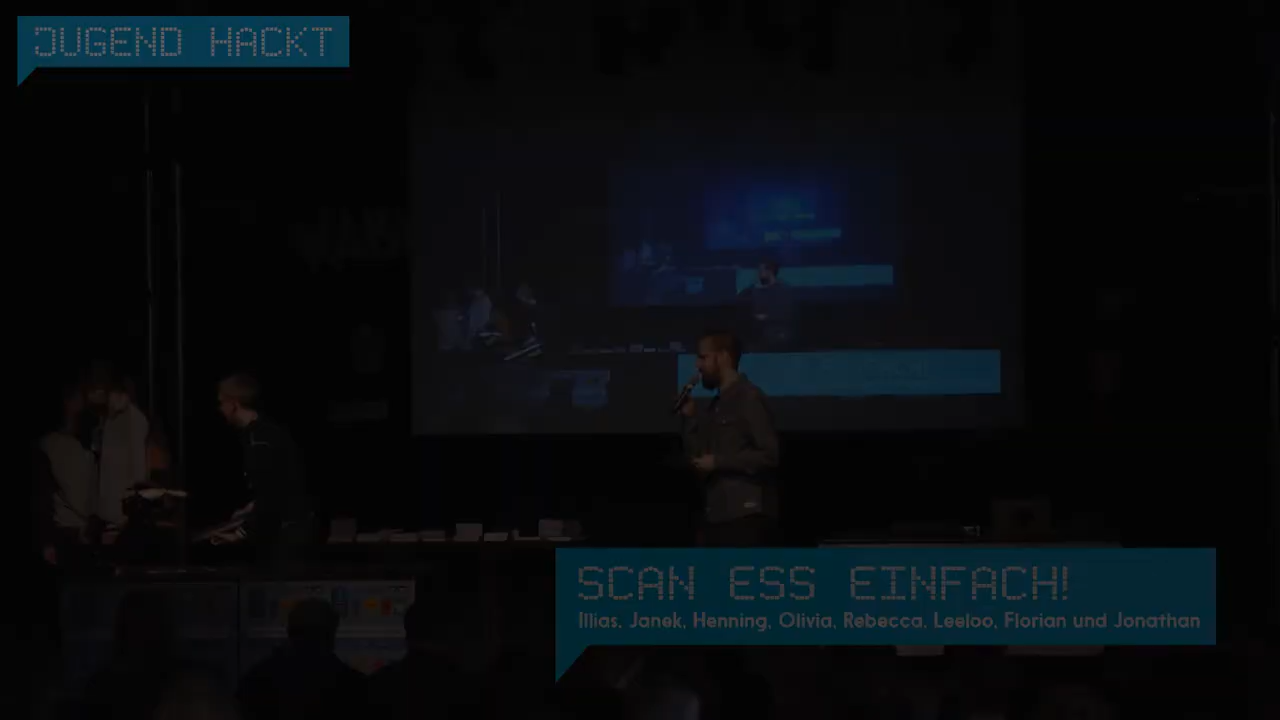 JUGEND HACKT
SCAN ESS EINFACH!
Illias, Janek, Henning, Olivia, Rebecca, Leeloo, Florian und Jonathan